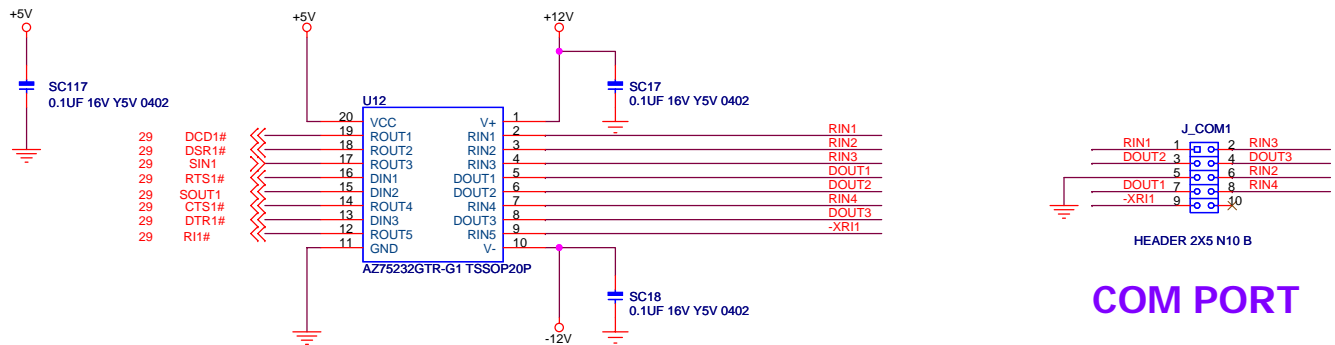 +5V
+5V
+12V
SC117
0.1UF 16V Y5V 0402
SC17
0.1UF 16V Y5V 0402
U12
20 VCC V+ 1
29 DCD1# 19 ROUT1 RIN1 2 RIN1
29 DSR1# 18 ROUT2 RIN2 3 RIN2
29 SIN1 17 ROUT3 RIN3 4 RIN3
29 RTS1# 16 DIN1 DOUT1 5 DOUT1
29 SOUT1 15 DIN2 DOUT2 6 DOUT2
29 CTS1# 14 ROUT4 RIN4 7 RIN4
29 DTR1# 13 DIN3 DOUT3 8 DOUT3
29 RI1# 12 ROUT5 RIN5 9 -XRI1
11 GND V- 10
AZ75232GTR-G1 TSSOP20P
SC18
0.1UF 16V Y5V 0402
-12V
J_COM1
RIN1 1 2 RIN3
DOUT2 3 4 DOUT3
5 6 RIN2
DOUT1 7 8 RIN4
-XRI1 9 10
HEADER 2X5 N10 B
COM PORT